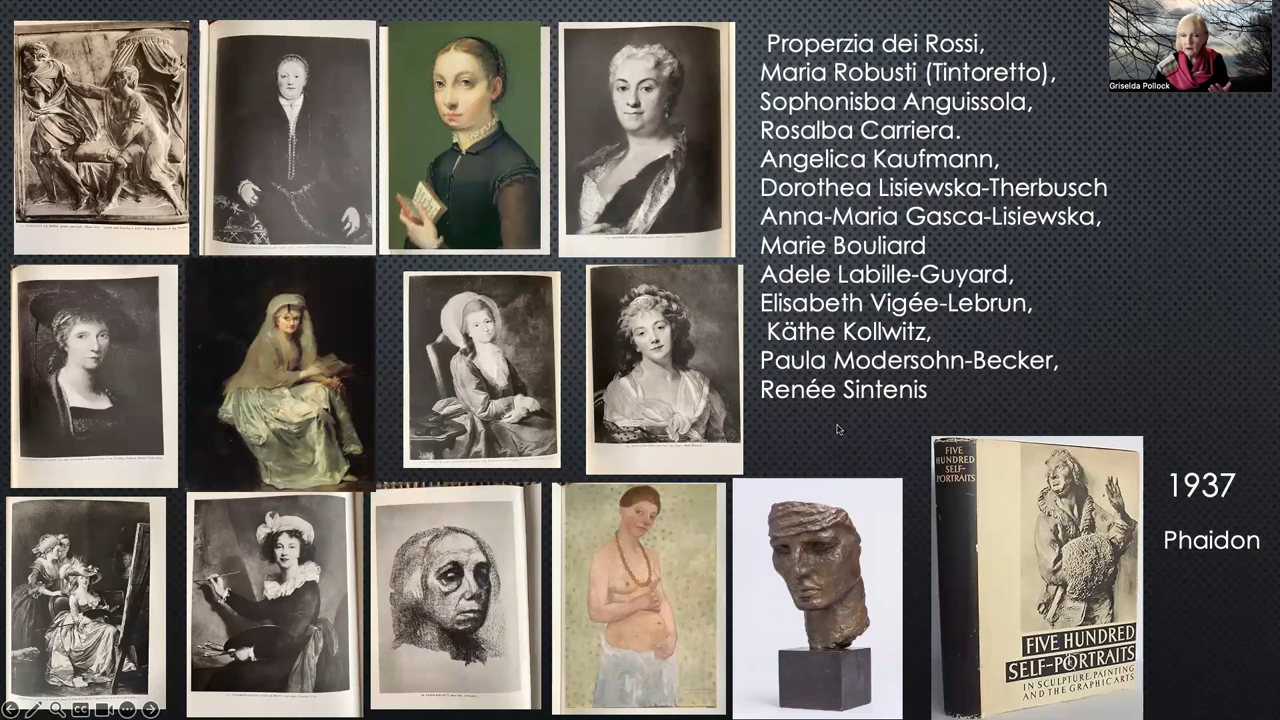 Properzia dei Rossi,
Maria Robusti (Tintoretto),
Sophonisba Anguissola,
Rosalba Carriera.
Angelica Kaufmann,
Dorothea Lisiewska-Therbusch
Anna-Maria Gasca-Lisiewska,
Marie Bouliard
Adele Labille-Guyard,
Elisabeth Vigée-Lebrun,
Käthe Kollwitz,
Paula Modersohn-Becker,
Renée Sintenis
Griselda Pollock
FIVE
HUNDRED
SELF-
PORTRAITS
FIVE HUNDRED
SELF-PORTRAITS
IN SCULPTURE, PAINTING
AND THE GRAPHIC ARTS
1937
Phaidon
CC